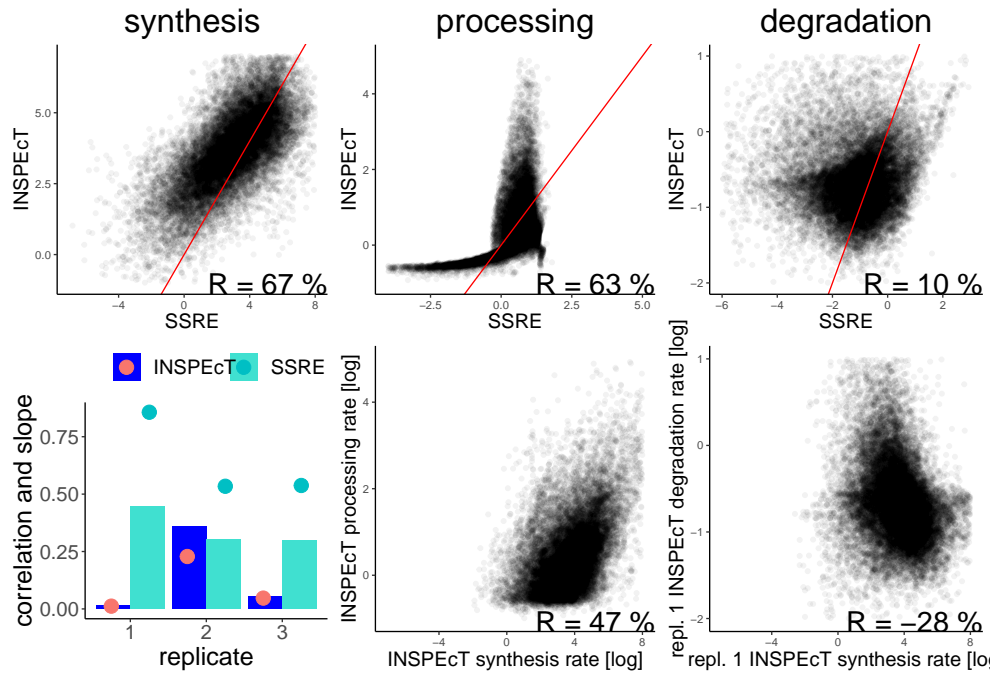 synthesis
processing
degradation
INSPEcT
5.0
2.5
0.0
−4
0
4
8
SSRE
R = 67 %
INSPEcT
4
2
0
−2.5
0.0
2.5
5.0
SSRE
R = 63 %
INSPEcT
1
0
−1
−2
−6
−4
−2
0
2
SSRE
R = 10 %
INSPEcT
SSRE
correlation and slope
0.75
0.50
0.25
0.00
1
2
3
replicate
INSPEcT processing rate [log]
4
2
0
−4
0
4
8
INSPEcT synthesis rate [log]
R = 47 %
repl. 1 INSPEcT degradation rate [log]
1
0
−1
−2
−8
−4
0
4
8
repl. 1 INSPEcT synthesis rate [log
R = −28 %